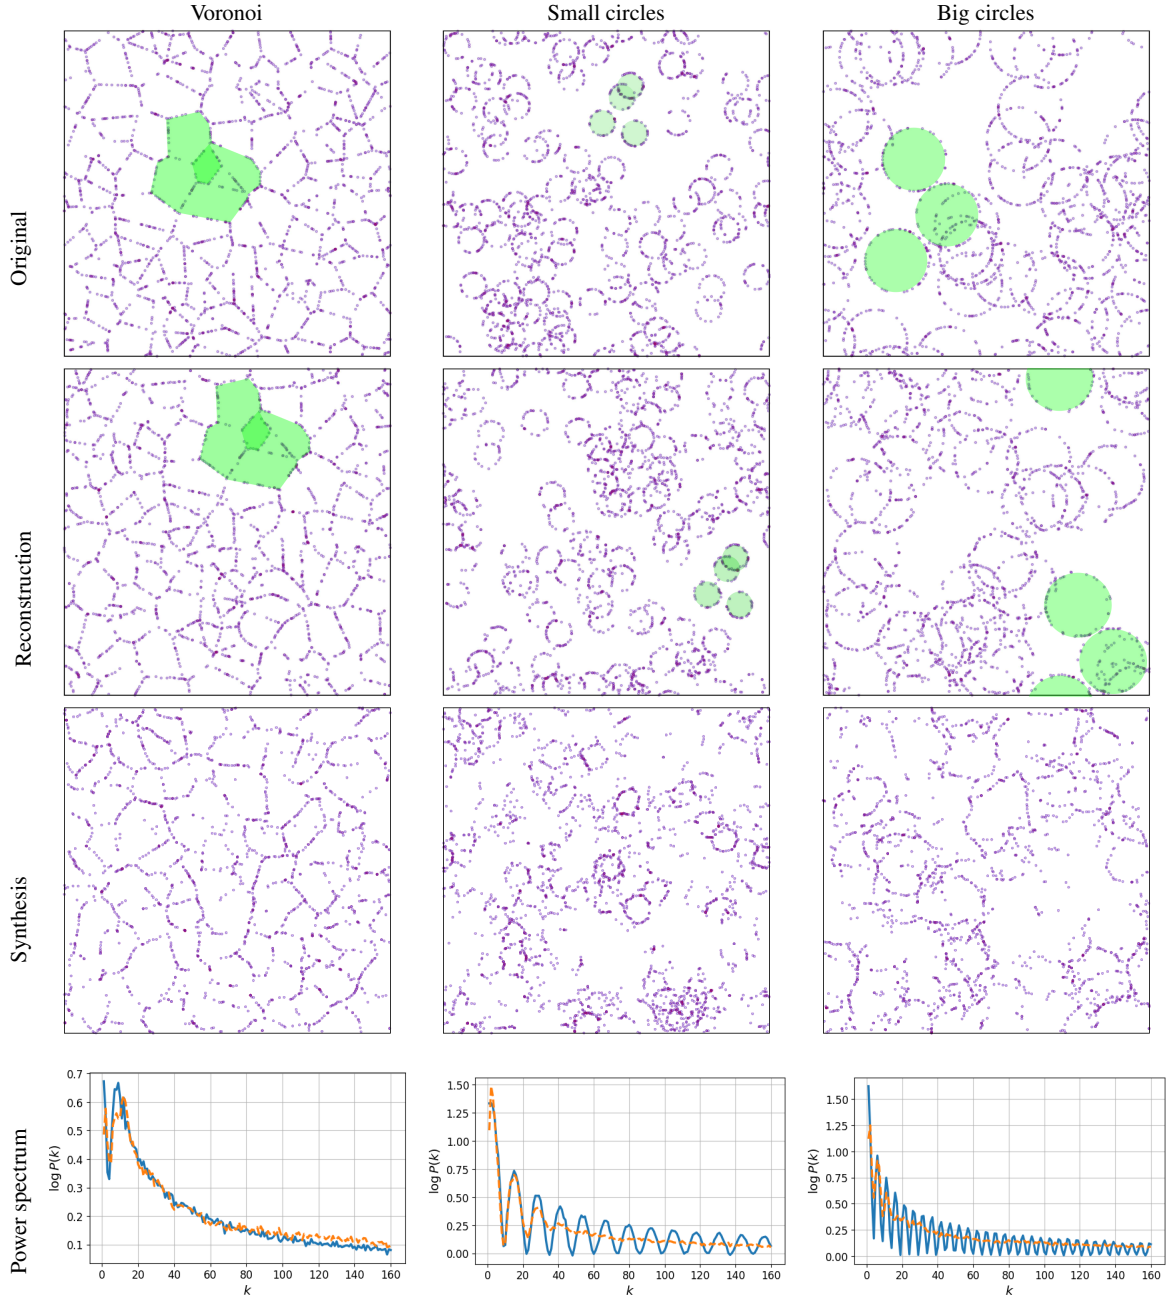 Voronoi
Small circles
Big circles
Original
Reconstruction
Synthesis
Power spectrum
0.7
0.6
0.5
0.4
0.3
0.2
0.1
log P(k)
0 20 40 60 80 100 120 140 160
k
1.50
1.25
1.00
0.75
0.50
0.25
0.00
log P(k)
0 20 40 60 80 100 120 140 160
k
1.50
1.25
1.00
0.75
0.50
0.25
0.00
log P(k)
0 20 40 60 80 100 120 140 160
k